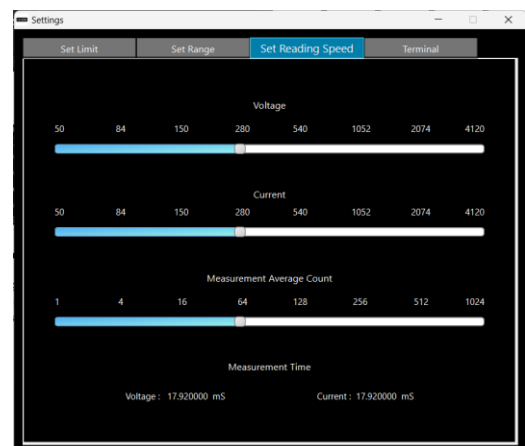 Settings
Set Limit Set Range Set Reading Speed Terminal
Voltage
50 84 150 280 540 1052 2074 4120
Current
50 84 150 280 540 1052 2074 4120
Measurement Average Count
1 4 16 64 128 256 512 1024
Measurement Time
Voltage : 17.920000 mS Current : 17.920000 mS